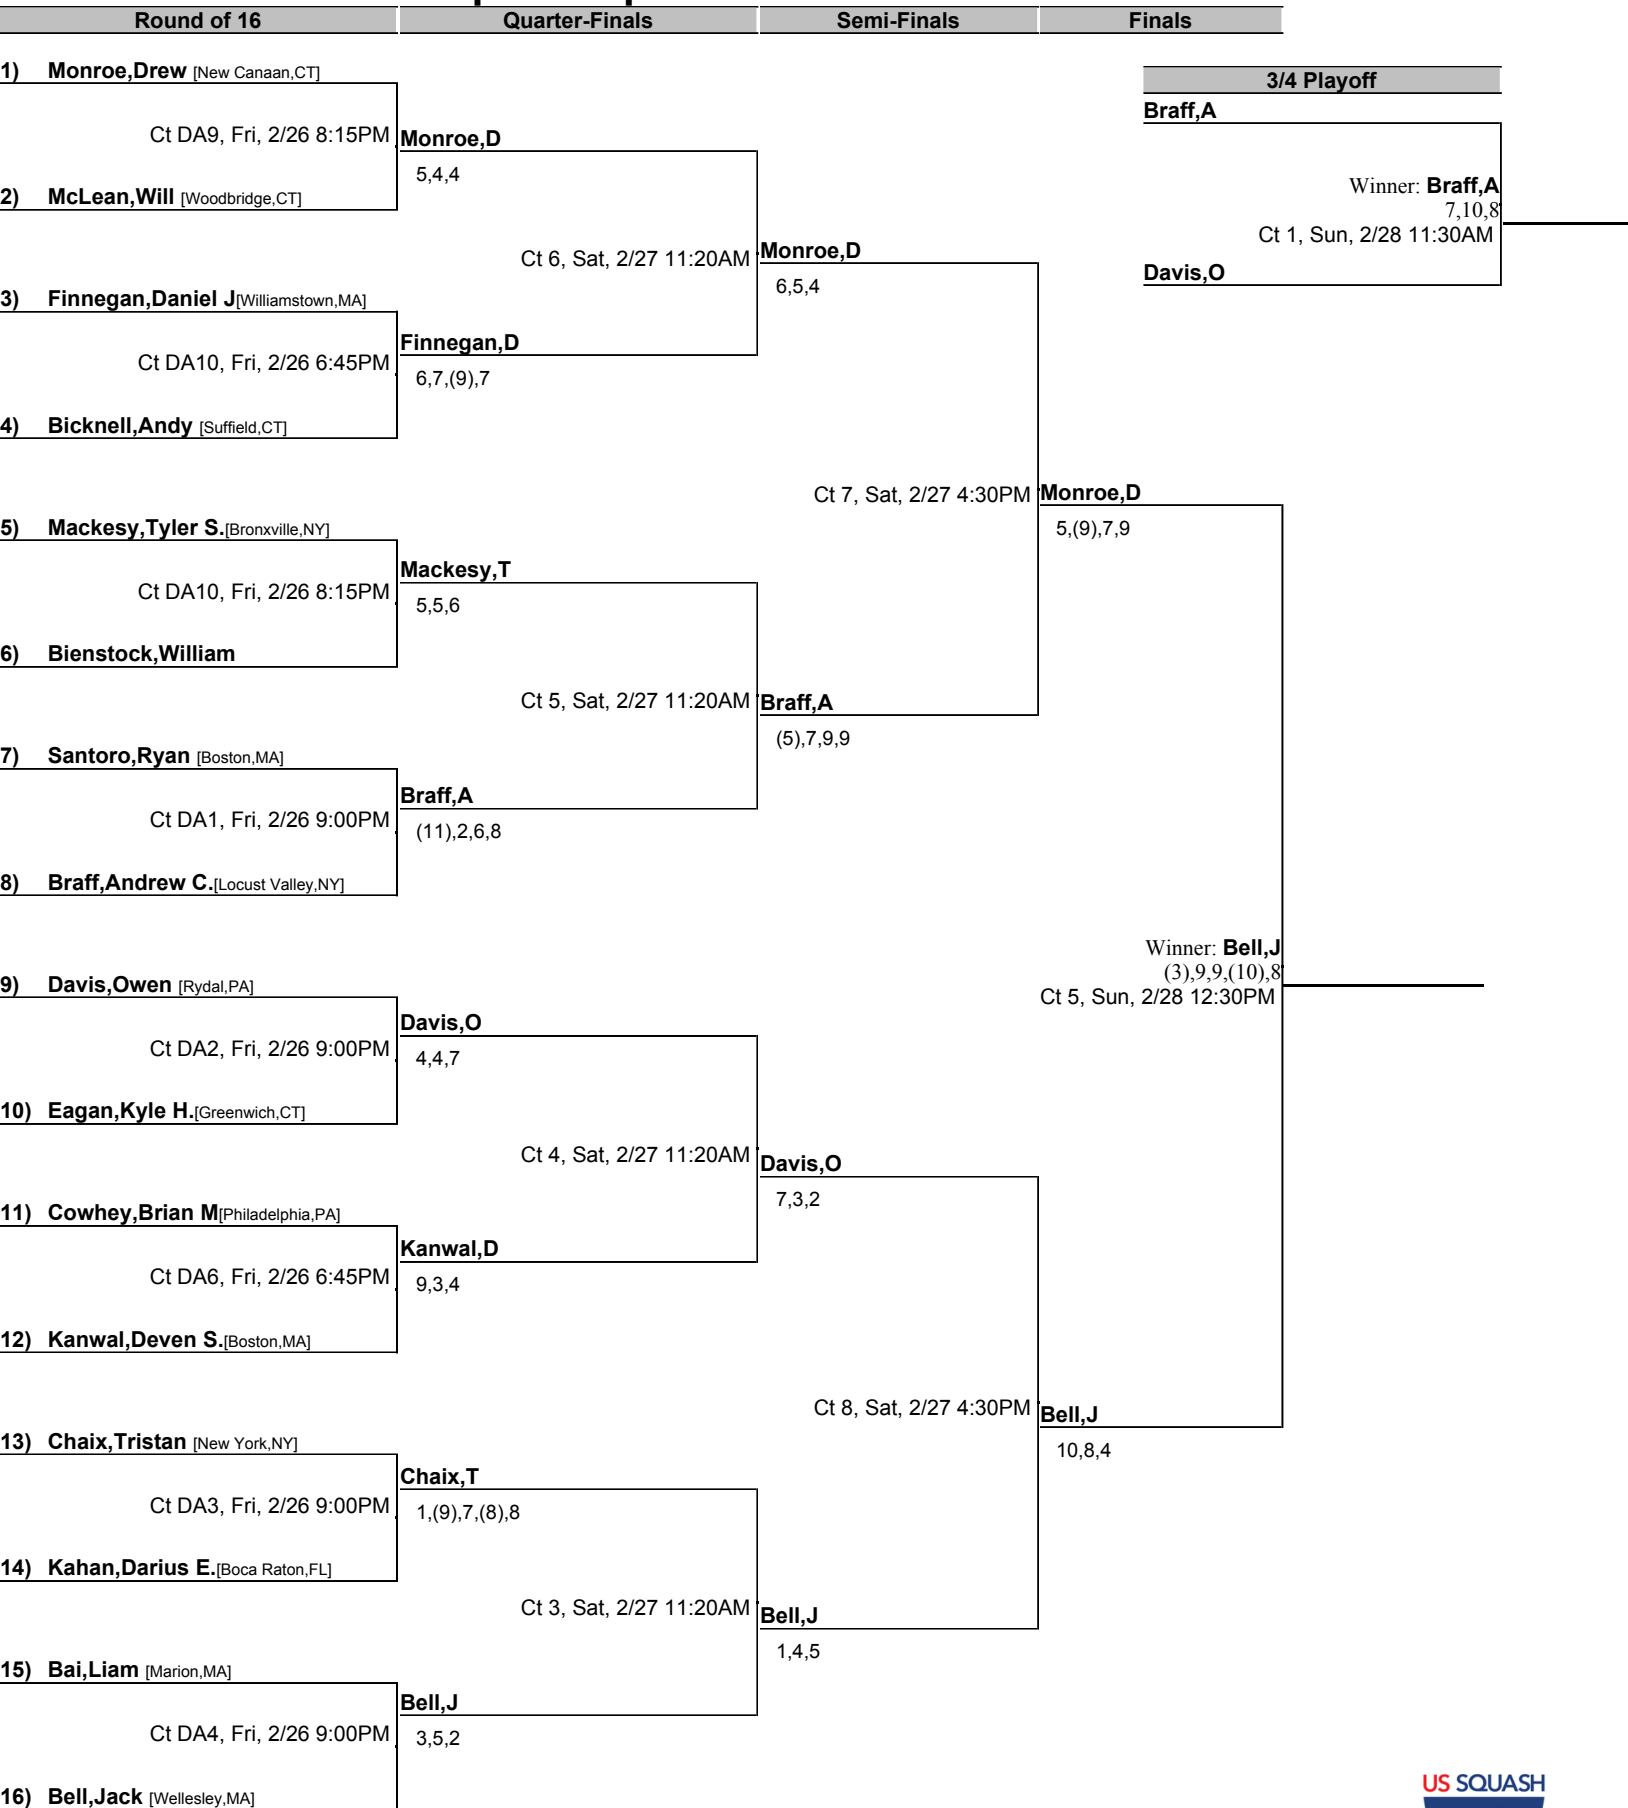 Round of 16 Quarter-Finals Semi-Finals Finals
1) Monroe,Drew [New Canaan,CT]
3/4 Playoff
Braff,A
Ct DA9, Fri, 2/26 8:15PM Monroe,D
5,4,4
Winner: Braff,A
2) McLean,Will [Woodbridge,CT]
7,10,8
Ct 1, Sun, 2/28 11:30AM
Ct 6, Sat, 2/27 11:20AM Monroe,D
Davis,O
6,5,4
3) Finnegan,Daniel J[Williamstown,MA]
Finnegan,D
Ct DA10, Fri, 2/26 6:45PM
6,7,(9),7
4) Bicknell,Andy [Suffield,CT]
Ct 7, Sat, 2/27 4:30PM Monroe,D
5) Mackesy,Tyler S.[Bronxville,NY]
5,(9),7,9
Mackesy,T
Ct DA10, Fri, 2/26 8:15PM
5,5,6
6) Bienstock,William
Ct 5, Sat, 2/27 11:20AM Braff,A
(5),7,9,9
7) Santoro,Ryan [Boston,MA]
Braff,A
Ct DA1, Fri, 2/26 9:00PM
(11),2,6,8
8) Braff,Andrew C.[Locust Valley,NY]
Winner: Bell,J
(3),9,9,(10),8
9) Davis,Owen [Rydal,PA]
Ct 5, Sun, 2/28 12:30PM
Davis,O
Ct DA2, Fri, 2/26 9:00PM
4,4,7
10) Eagan,Kyle H.[Greenwich,CT]
Ct 4, Sat, 2/27 11:20AM Davis,O
7,3,2
11) Cowhey,Brian M[Philadelphia,PA]
Kanwal,D
Ct DA6, Fri, 2/26 6:45PM
9,3,4
12) Kanwal,Deven S.[Boston,MA]
Ct 8, Sat, 2/27 4:30PM Bell,J
13) Chaix,Tristan [New York,NY]
10,8,4
Chaix,T
Ct DA3, Fri, 2/26 9:00PM
1,(9),7,(8),8
14) Kahan,Darius E.[Boca Raton,FL]
Ct 3, Sat, 2/27 11:20AM Bell,J
1,4,5
15) Bai,Liam [Marion,MA]
Bell,J
Ct DA4, Fri, 2/26 9:00PM
3,5,2
US SQUASH
16) Bell,Jack [Wellesley,MA]